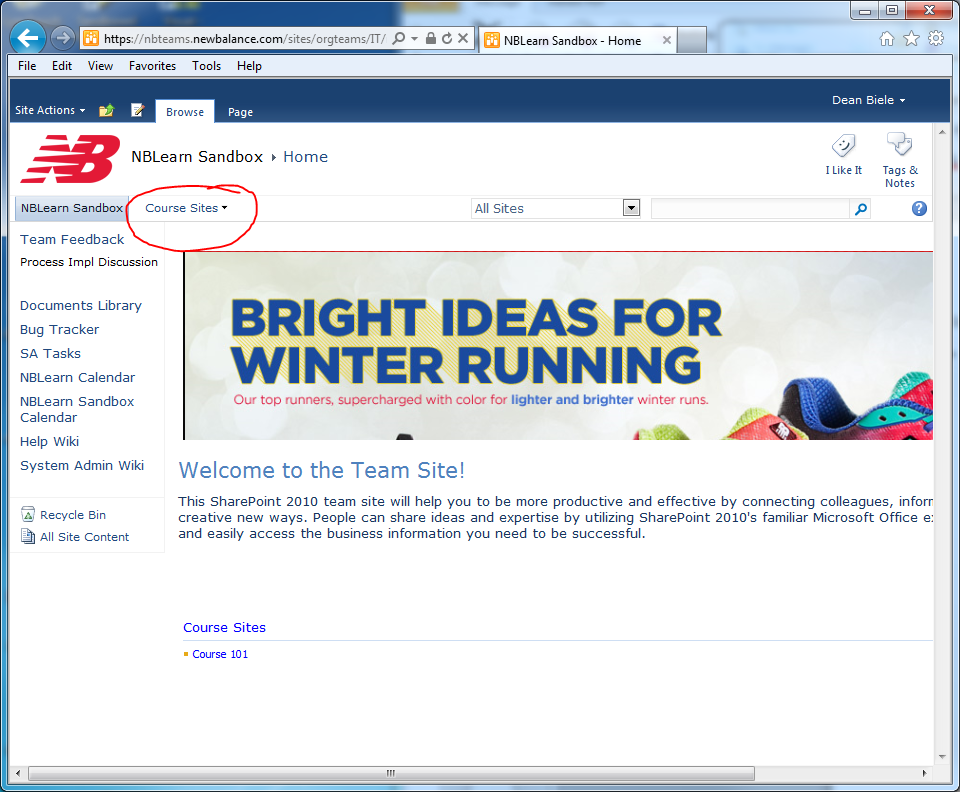 https://nbteams.newbalance.com/sites/orgteams/IT/
NBLearn Sandbox - Home
File Edit View Favorites Tools Help
Site Actions Browse Page Dean Biele
NB NBLearn Sandbox Home
I Like It
Tags & Notes
NBLearn Sandbox Course Sites All Sites
Team Feedback
Process Impl Discussion
Documents Library
Bug Tracker
SA Tasks
NBLearn Calendar
NBLearn Sandbox
Calendar
Help Wiki
System Admin Wiki
Recycle Bin
All Site Content
BRIGHT IDEAS FOR
WINTER RUNNING
Our top runners, supercharged with color for lighter and brighter winter runs.
Welcome to the Team Site!
This SharePoint 2010 team site will help you to be more productive and effective by connecting colleagues, inforn
creative new ways. People can share ideas and expertise by utilizing SharePoint 2010's familiar Microsoft Office ex
and easily access the business information you need to be successful.
Course Sites
Course 101